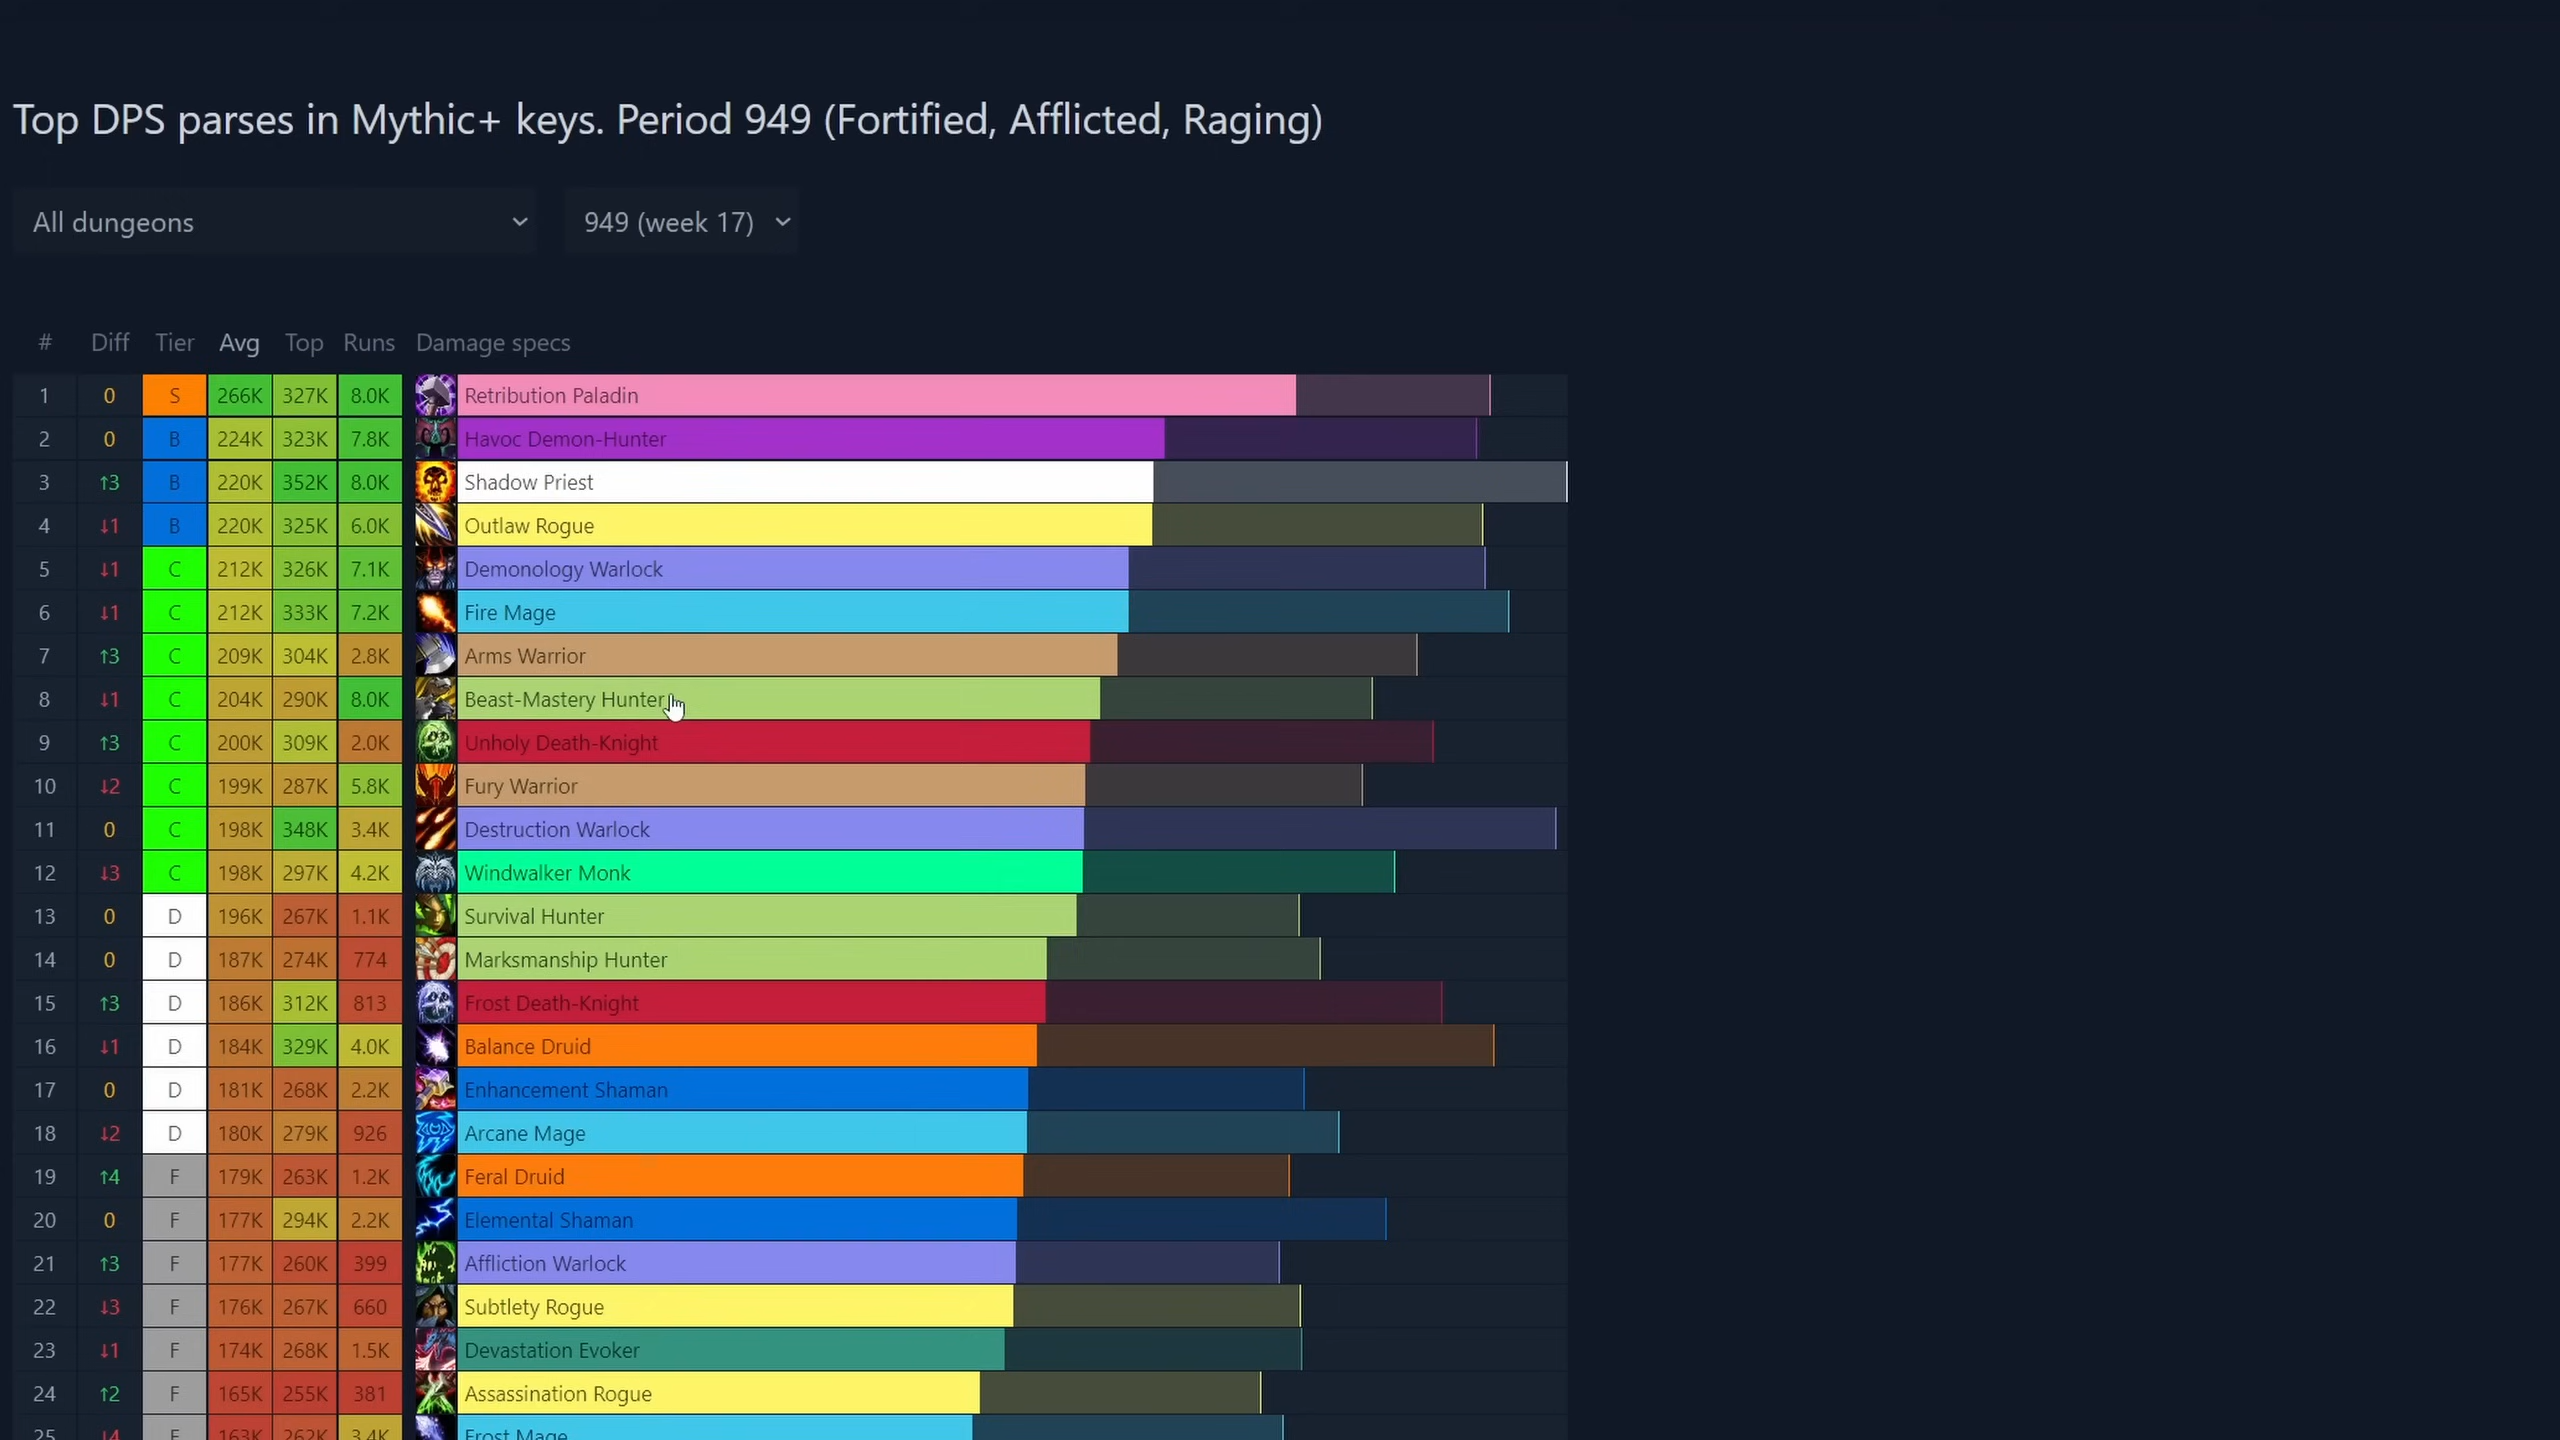 Top DPS parses in Mythic+ keys. Period 949 (Fortified, Afflicted, Raging)
All dungeons 949 (week 17)
# Diff Tier Avg Top Runs Damage specs
1 0 S 266K 327K 8.0K Retribution Paladin
2 0 B 224K 323K 7.8K Havoc Demon-Hunter
3 ↑3 B 220K 352K 8.0K Shadow Priest
4 ↓1 B 220K 325K 6.0K Outlaw Rogue
5 ↓1 C 212K 326K 7.1K Demonology Warlock
6 ↓1 C 212K 333K 7.2K Fire Mage
7 ↑3 C 209K 304K 2.8K Arms Warrior
8 ↓1 C 204K 290K 8.0K Beast-Mastery Hunter
9 ↑3 C 200K 309K 2.0K Unholy Death-Knight
10 ↓2 C 199K 287K 5.8K Fury Warrior
11 0 C 198K 348K 3.4K Destruction Warlock
12 ↓3 C 198K 297K 4.2K Windwalker Monk
13 0 D 196K 267K 1.1K Survival Hunter
14 0 D 187K 274K 774 Marksmanship Hunter
15 ↑3 D 186K 312K 813 Frost Death-Knight
16 ↓1 D 184K 329K 4.0K Balance Druid
17 0 D 181K 268K 2.2K Enhancement Shaman
18 ↓2 D 180K 279K 926 Arcane Mage
19 ↑4 F 179K 263K 1.2K Feral Druid
20 0 F 177K 294K 2.2K Elemental Shaman
21 ↑3 F 177K 260K 399 Affliction Warlock
22 ↓3 F 176K 267K 660 Subtlety Rogue
23 ↓1 F 174K 268K 1.5K Devastation Evoker
24 ↑2 F 165K 255K 381 Assassination Rogue
25 ↓4 F 163K 262K 3.4K Frost Mage